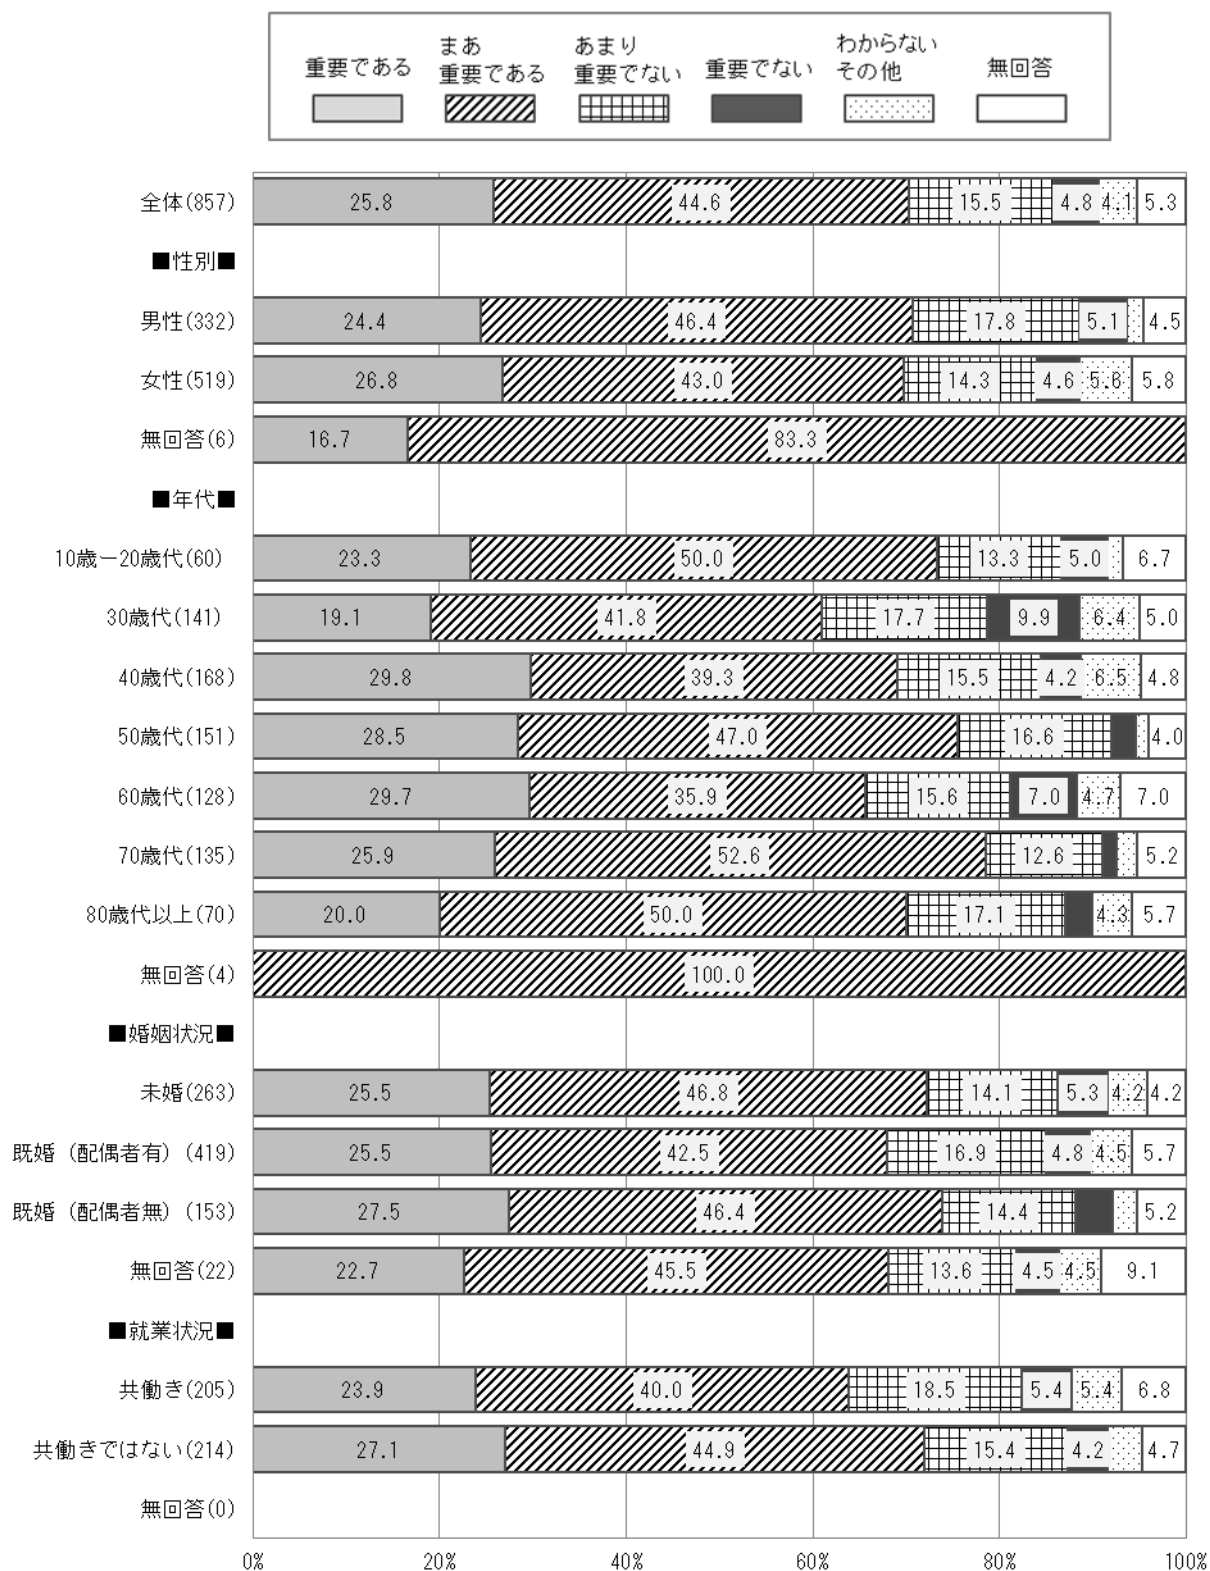 重要である
まあ
重要である
あまり
重要でない
重要でない
わからない
その他
無回答
全体(857) 25.8 44.6 15.5 4.8 4.1 5.3
■性別■
男性(332) 24.4 46.4 17.8 5.1 4.5
女性(519) 26.8 43.0 14.3 4.6 5.6 5.8
無回答(6) 16.7 83.3
■年代■
10歳ー20歳代(60) 23.3 50.0 13.3 5.0 6.7
30歳代(141) 19.1 41.8 17.7 9.9 6.4 5.0
40歳代(168) 29.8 39.3 15.5 4.2 6.5 4.8
50歳代(151) 28.5 47.0 16.6 4.0
60歳代(128) 29.7 35.9 15.6 7.0 4.7 7.0
70歳代(135) 25.9 52.6 12.6 5.2
80歳代以上(70) 20.0 50.0 17.1 4.3 5.7
無回答(4) 100.0
■婚姻状況■
未婚(263) 25.5 46.8 14.1 5.3 4.2 4.2
既婚（配偶者有）(419) 25.5 42.5 16.9 4.8 4.5 5.7
既婚（配偶者無）(153) 27.5 46.4 14.4 5.2
無回答(22) 22.7 45.5 13.6 4.5 4.5 9.1
■就業状況■
共働き(205) 23.9 40.0 18.5 5.4 5.4 6.8
共働きではない(214) 27.1 44.9 15.4 4.2 4.7
無回答(0)
0% 20% 40% 60% 80% 100%